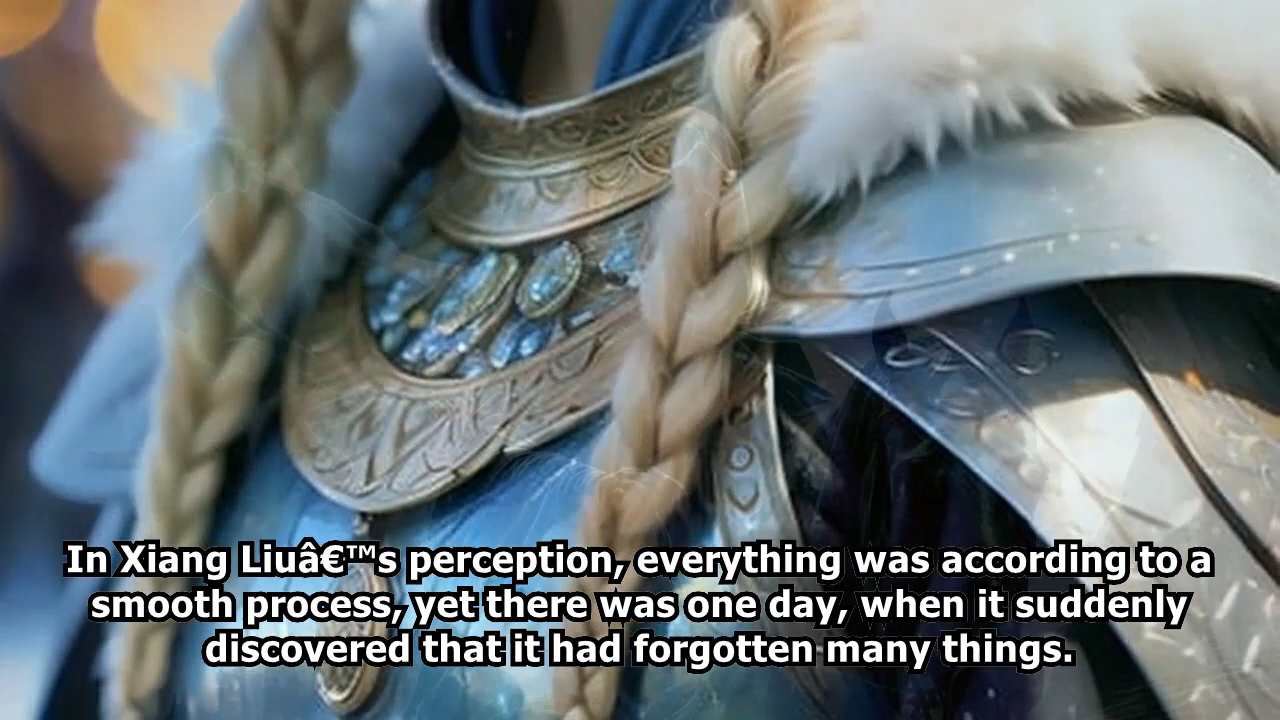 In Xiang Liuâ€™s perception, everything was according to a
smooth process, yet there was one day, when it suddenly
discovered that it had forgotten many things.